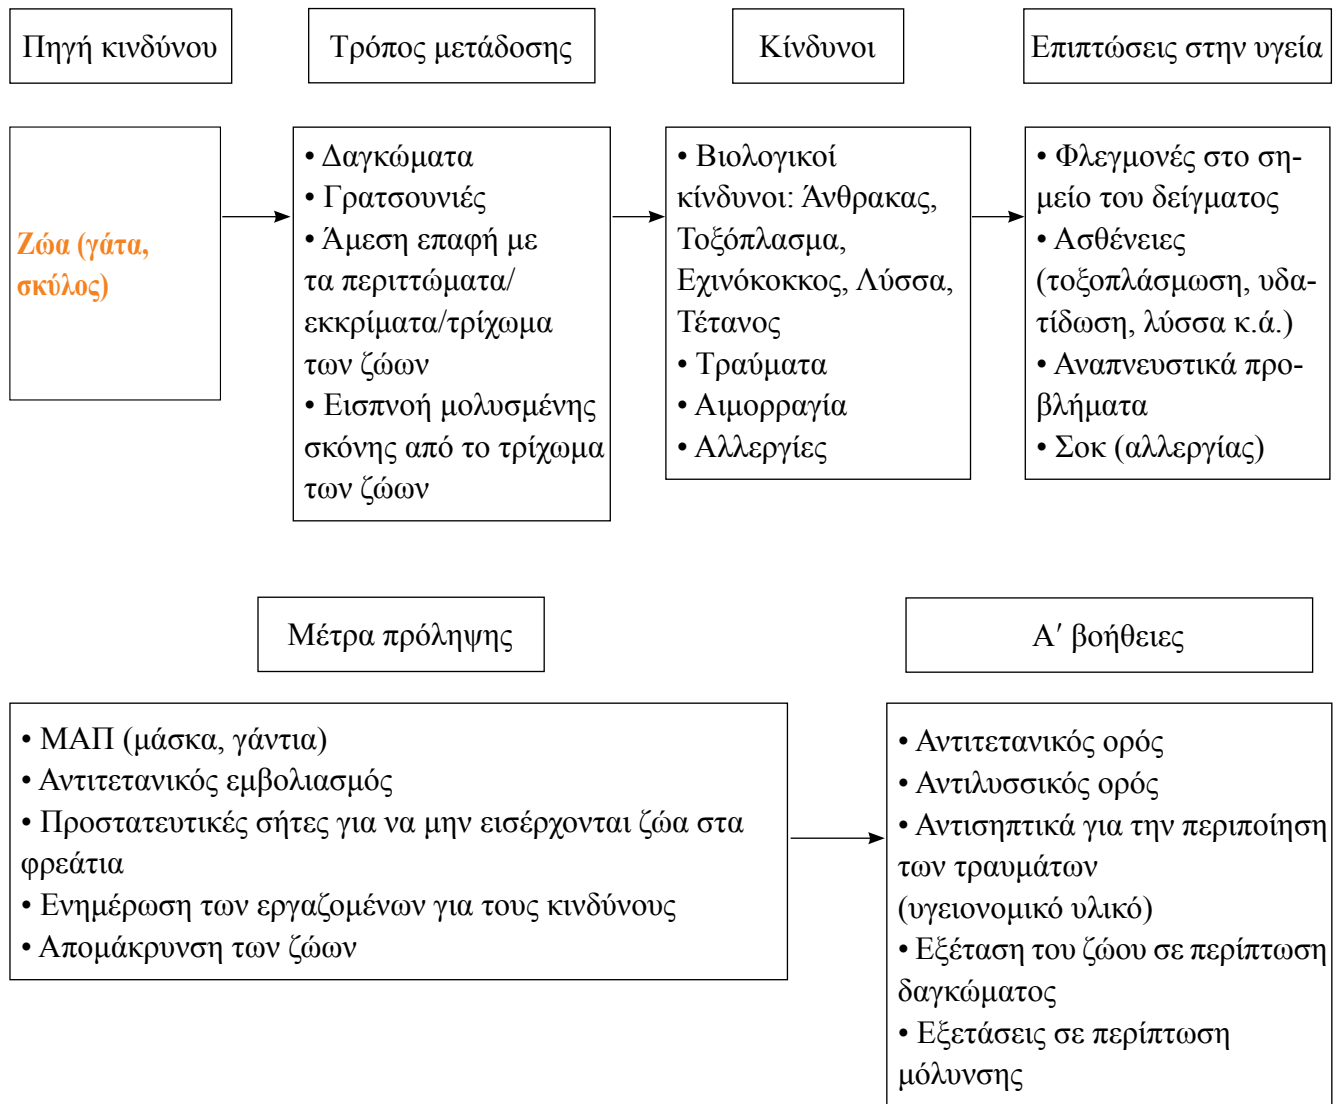 Πηγή κινδύνου
Τρόπος μετάδοσης
Κίνδυνοι
Επιπτώσεις στην υγεία
Ζώα (γάτα,
σκύλος)
• Δαγκώματα
• Γρατσουνιές
• Άμεση επαφή με
τα περιττώματα/
εκκρίματα/τρίχωμα
των ζώων
• Εισπνοή μολυσμένης
σκόνης από το τρίχωμα
των ζώων
• Βιολογικοί
κίνδυνοι: Άνθρακας,
Τοξόπλασμα,
Εχινόκοκκος, Λύσσα,
Τέτανος
• Τραύματα
• Αιμορραγία
• Αλλεργίες
• Φλεγμονές στο ση-
μείο του δείγματος
• Ασθένειες
(τοξοπλάσμωση, υδα-
τίδωση, λύσσα κ.ά.)
• Αναπνευστικά προ-
βλήματα
• Σοκ (αλλεργίας)
Μέτρα πρόληψης
Α′ βοήθειες
• ΜΑΠ (μάσκα, γάντια)
• Αντιτετανικός εμβολιασμός
• Προστατευτικές σήτες για να μην εισέρχονται ζώα στα
φρεάτια
• Ενημέρωση των εργαζομένων για τους κινδύνους
• Απομάκρυνση των ζώων
• Αντιτετανικός ορός
• Αντιλυσσικός ορός
• Αντισηπτικά για την περιποίηση
των τραυμάτων
(υγειονομικό υλικό)
• Εξέταση του ζώου σε περίπτωση
δαγκώματος
• Εξετάσεις σε περίπτωση
μόλυνσης